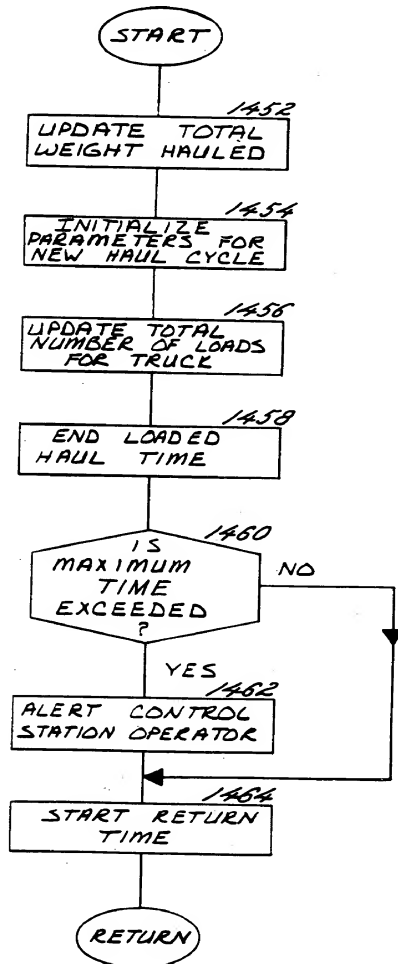 START
1452
UPDATE TOTAL
WEIGHT HAULED
1454
INITIALIZE
PARAMETERS FOR
NEW HAUL CYCLE
1456
UPDATE TOTAL
NUMBER OF LOADS
FOR TRUCK
1458
END LOADED
HAUL TIME
1460
IS
MAXIMUM
TIME
EXCEEDED
?
NO
YES
1462
ALERT CONTROL
STATION OPERATOR
1464
START RETURN
TIME
RETURN